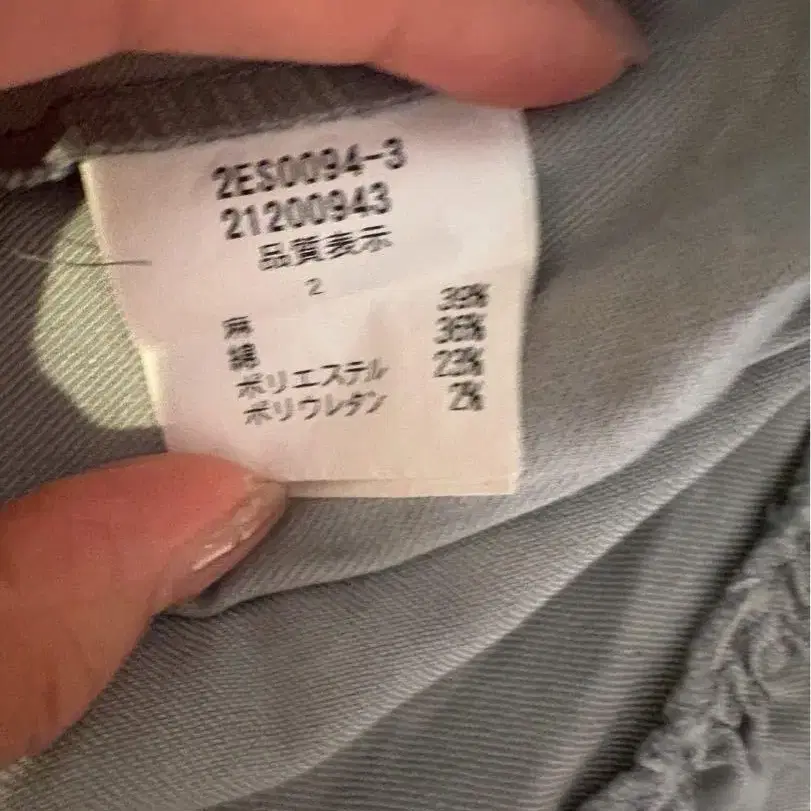 2ES0094-3
21200943
品質表示
2
麻 39%
綿 36%
ポリエステル 23%
ポリウレタン 2%